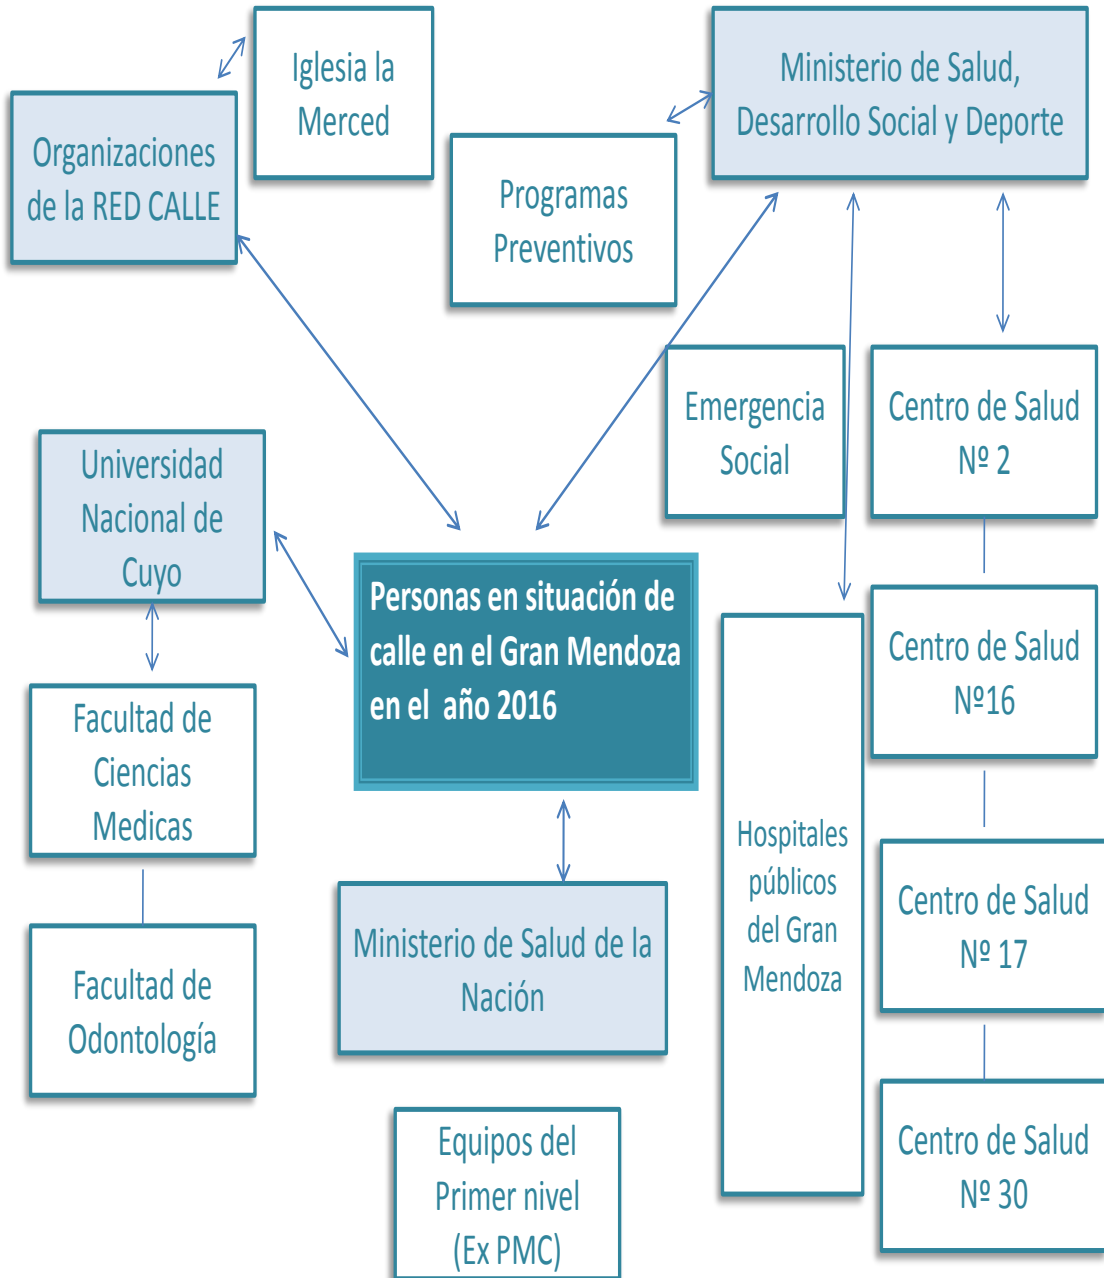 Iglesia la
Merced
Ministerio de Salud,
Desarrollo Social y Deporte
Organizaciones
de la RED CALLE
Programas
Preventivos
Emergencia
Social
Centro de Salud
Nº 2
Universidad
Nacional de
Cuyo
Personas en situación de
calle en el Gran Mendoza
en el año 2016
Centro de Salud
Nº16
Facultad de
Ciencias
Medicas
Hospitales
públicos
del Gran
Mendoza
Centro de Salud
Nº 17
Ministerio de Salud de la
Nación
Facultad de
Odontología
Equipos del
Primer nivel
(Ex PMC)
Centro de Salud
Nº 30